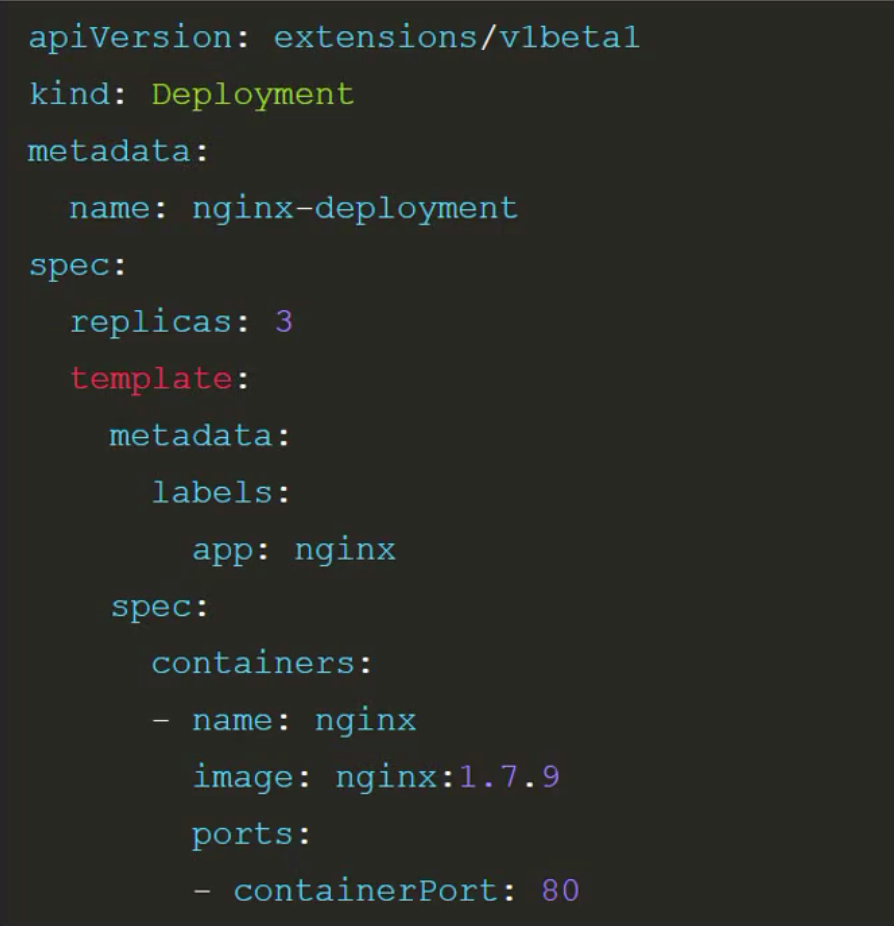 apiVersion: extensions/v1beta1
kind: Deployment
metadata:
  name: nginx-deployment
spec:
  replicas: 3
  template:
    metadata:
      labels:
        app: nginx
    spec:
      containers:
      - name: nginx
        image: nginx:1.7.9
        ports:
        - containerPort: 80